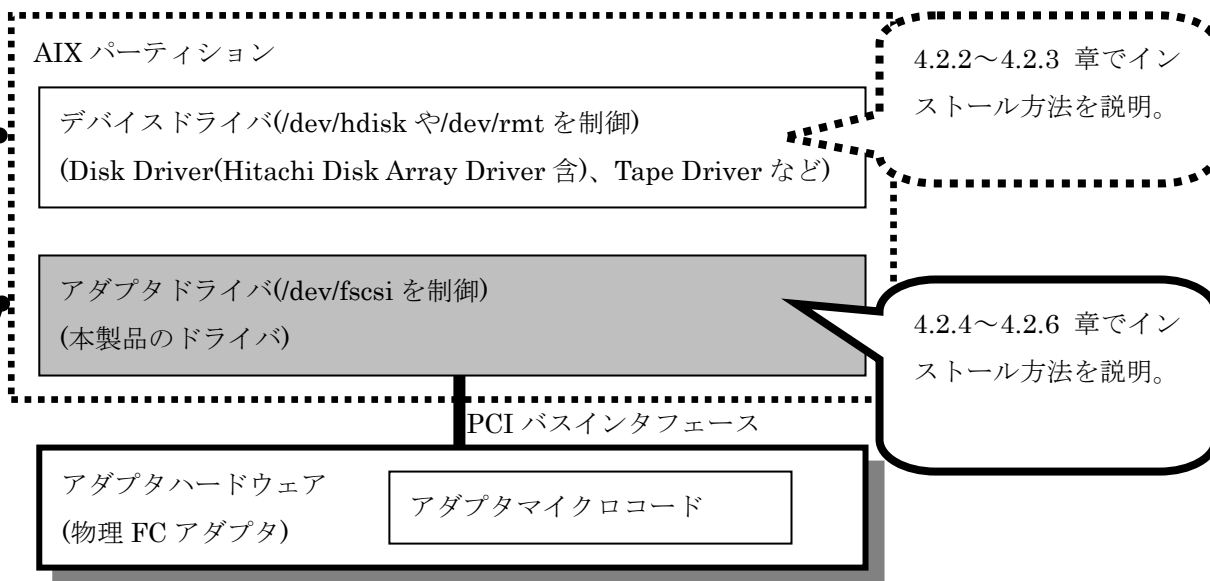 AIX パーティション
4.2.2～4.2.3 章でイン
ストール方法を説明。
デバイスドライバ(/dev/hdisk や/dev/rmt を制御)
(Disk Driver(Hitachi Disk Array Driver 含)、Tape Driver など)
アダプタドライバ(/dev/fscsi を制御)
(本製品のドライバ)
4.2.4～4.2.6 章でイン
ストール方法を説明。
PCI バスインタフェース
アダプタハードウェア
(物理 FC アダプタ)
アダプタマイクロコード